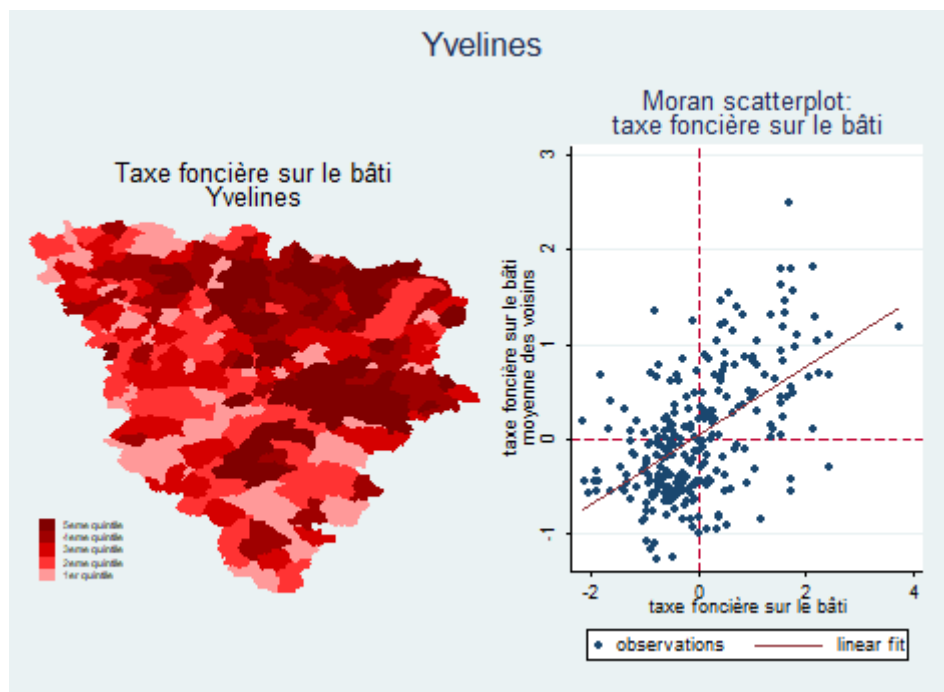 Yvelines
Taxe foncière sur le bâti
Yvelines
5eme quintile
4eme quintile
3eme quintile
2eme quintile
1er quintile
Moran scatterplot:
taxe foncière sur le bâti
taxe foncière sur le bâti
moyenne des voisins
3
2
1
0
-1
-2
0
2
4
taxe foncière sur le bâti
observations
linear fit